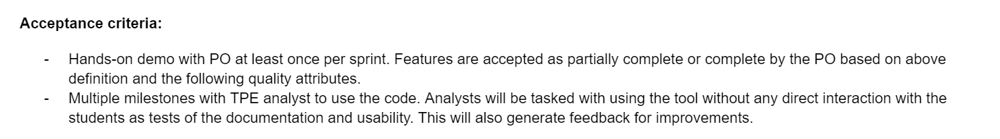 Acceptance criteria:
- Hands-on demo with PO at least once per sprint. Features are accepted as partially complete or complete by the PO based on above
definition and the following quality attributes.
- Multiple milestones with TPE analyst to use the code. Analysts will be tasked with using the tool without any direct interaction with the
students as tests of the documentation and usability. This will also generate feedback for improvements.